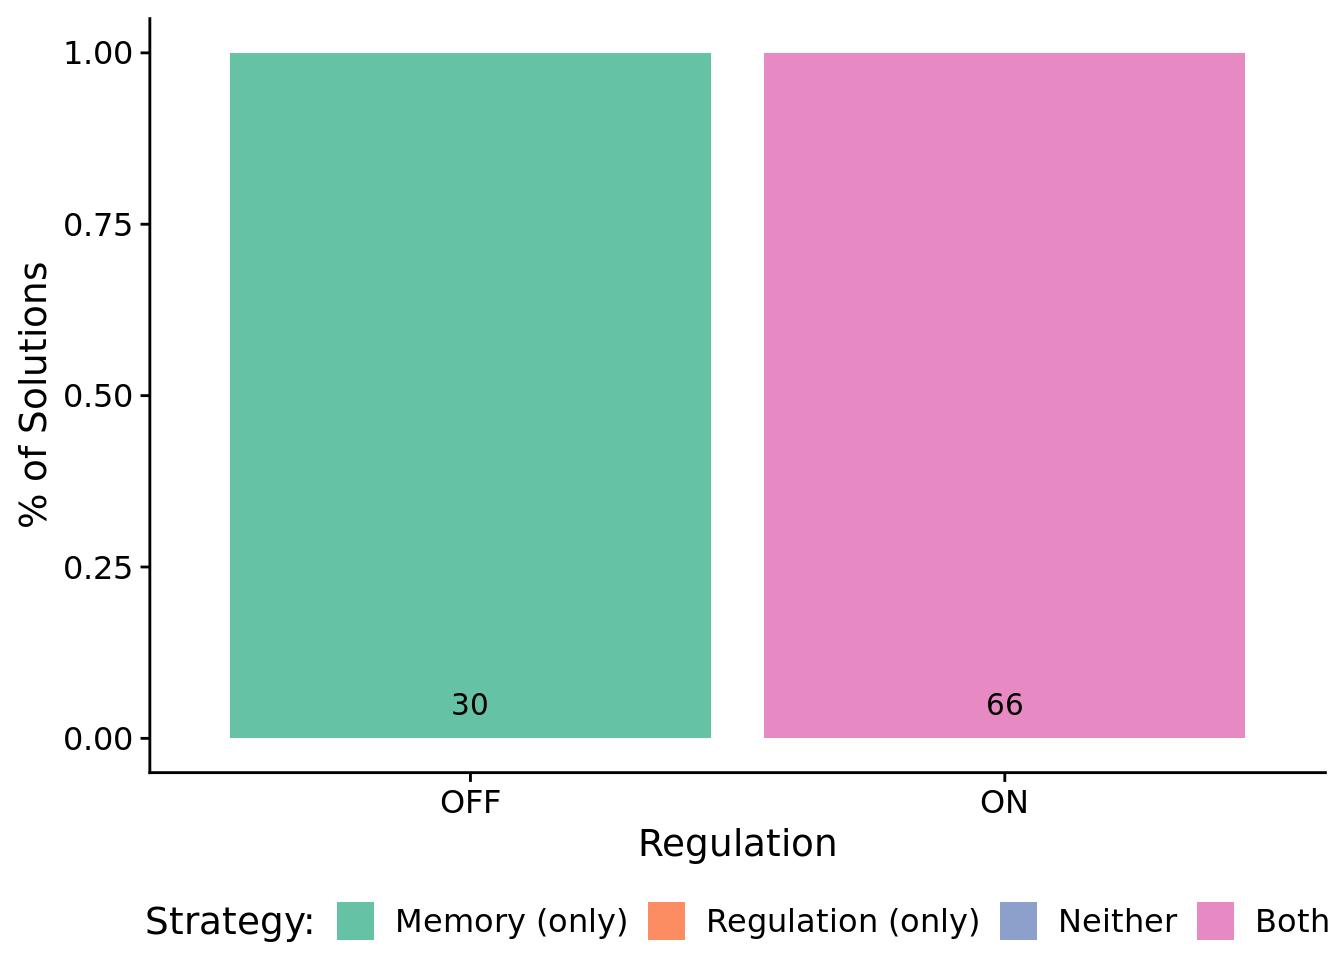 % of Solutions
1.00
0.75
0.50
0.25
0.00
30
66
OFF
ON
Regulation
Strategy: Memory (only) Regulation (only) Neither Both